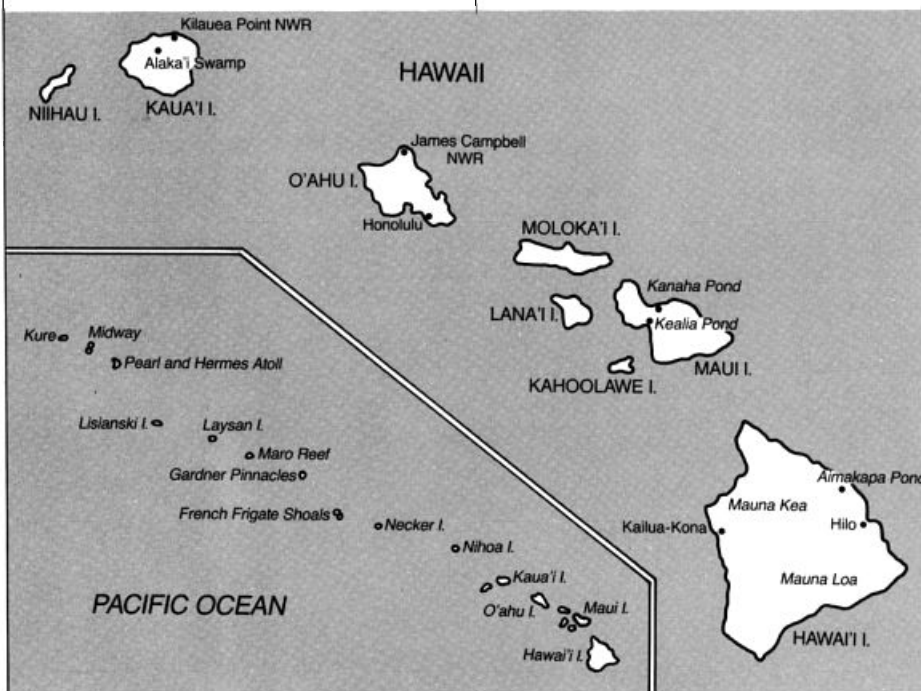 Kilauea Point NWR
Alaka'i Swamp
HAWAII
NIIHAU I.
KAUA'I I.
James Campbell
NWR
O'AHU I.
Honolulu
MOLOKA'I I.
Kanaha Pond
LANA'I I.
Kealia Pond
MAUI I.
KAHOOLAWE I.
Kure
Midway
Pearl and Hermes Atoll
Lisianski I.
Laysan I.
Maro Reef
Gardner Pinnacles
French Frigate Shoals
Necker I.
Nihoa I.
Kaua'i I.
O'ahu I.
Maui I.
Hawai'i I.
PACIFIC OCEAN
Aimakapa Pond
Mauna Kea
Kailua-Kona
Hilo
Mauna Loa
HAWAI'I I.